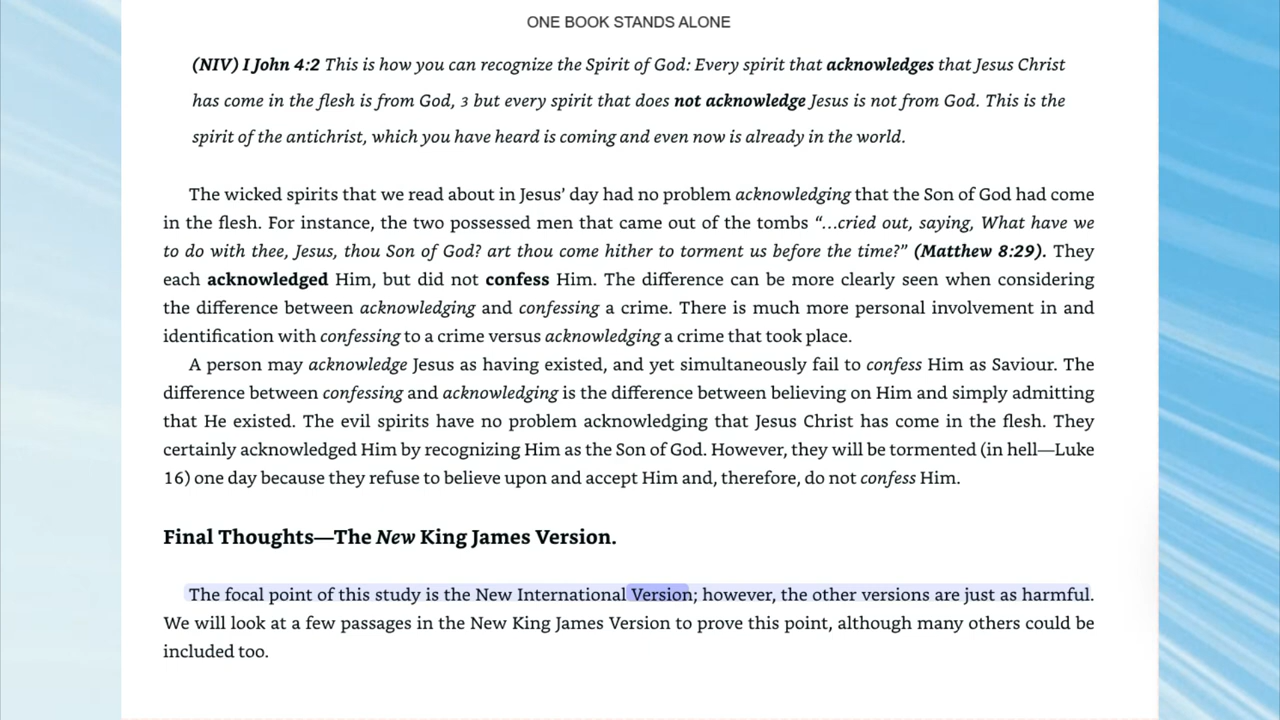 ONE BOOK STANDS ALONE
(NIV) I John 4:2 This is how you can recognize the Spirit of God: Every spirit that acknowledges that Jesus Christ
has come in the flesh is from God, 3 but every spirit that does not acknowledge Jesus is not from God. This is the
spirit of the antichrist, which you have heard is coming and even now is already in the world.
The wicked spirits that we read about in Jesus’ day had no problem acknowledging that the Son of God had come
in the flesh. For instance, the two possessed men that came out of the tombs “…cried out, saying, What have we
to do with thee, Jesus, thou Son of God? art thou come hither to torment us before the time?” (Matthew 8:29). They
each acknowledged Him, but did not confess Him. The difference can be more clearly seen when considering
the difference between acknowledging and confessing a crime. There is much more personal involvement in and
identification with confessing to a crime versus acknowledging a crime that took place.
A person may acknowledge Jesus as having existed, and yet simultaneously fail to confess Him as Saviour. The
difference between confessing and acknowledging is the difference between believing on Him and simply admitting
that He existed. The evil spirits have no problem acknowledging that Jesus Christ has come in the flesh. They
certainly acknowledged Him by recognizing Him as the Son of God. However, they will be tormented (in hell—Luke
16) one day because they refuse to believe upon and accept Him and, therefore, do not confess Him.
Final Thoughts—The New King James Version.
The focal point of this study is the New International Version; however, the other versions are just as harmful.
We will look at a few passages in the New King James Version to prove this point, although many others could be
included too.